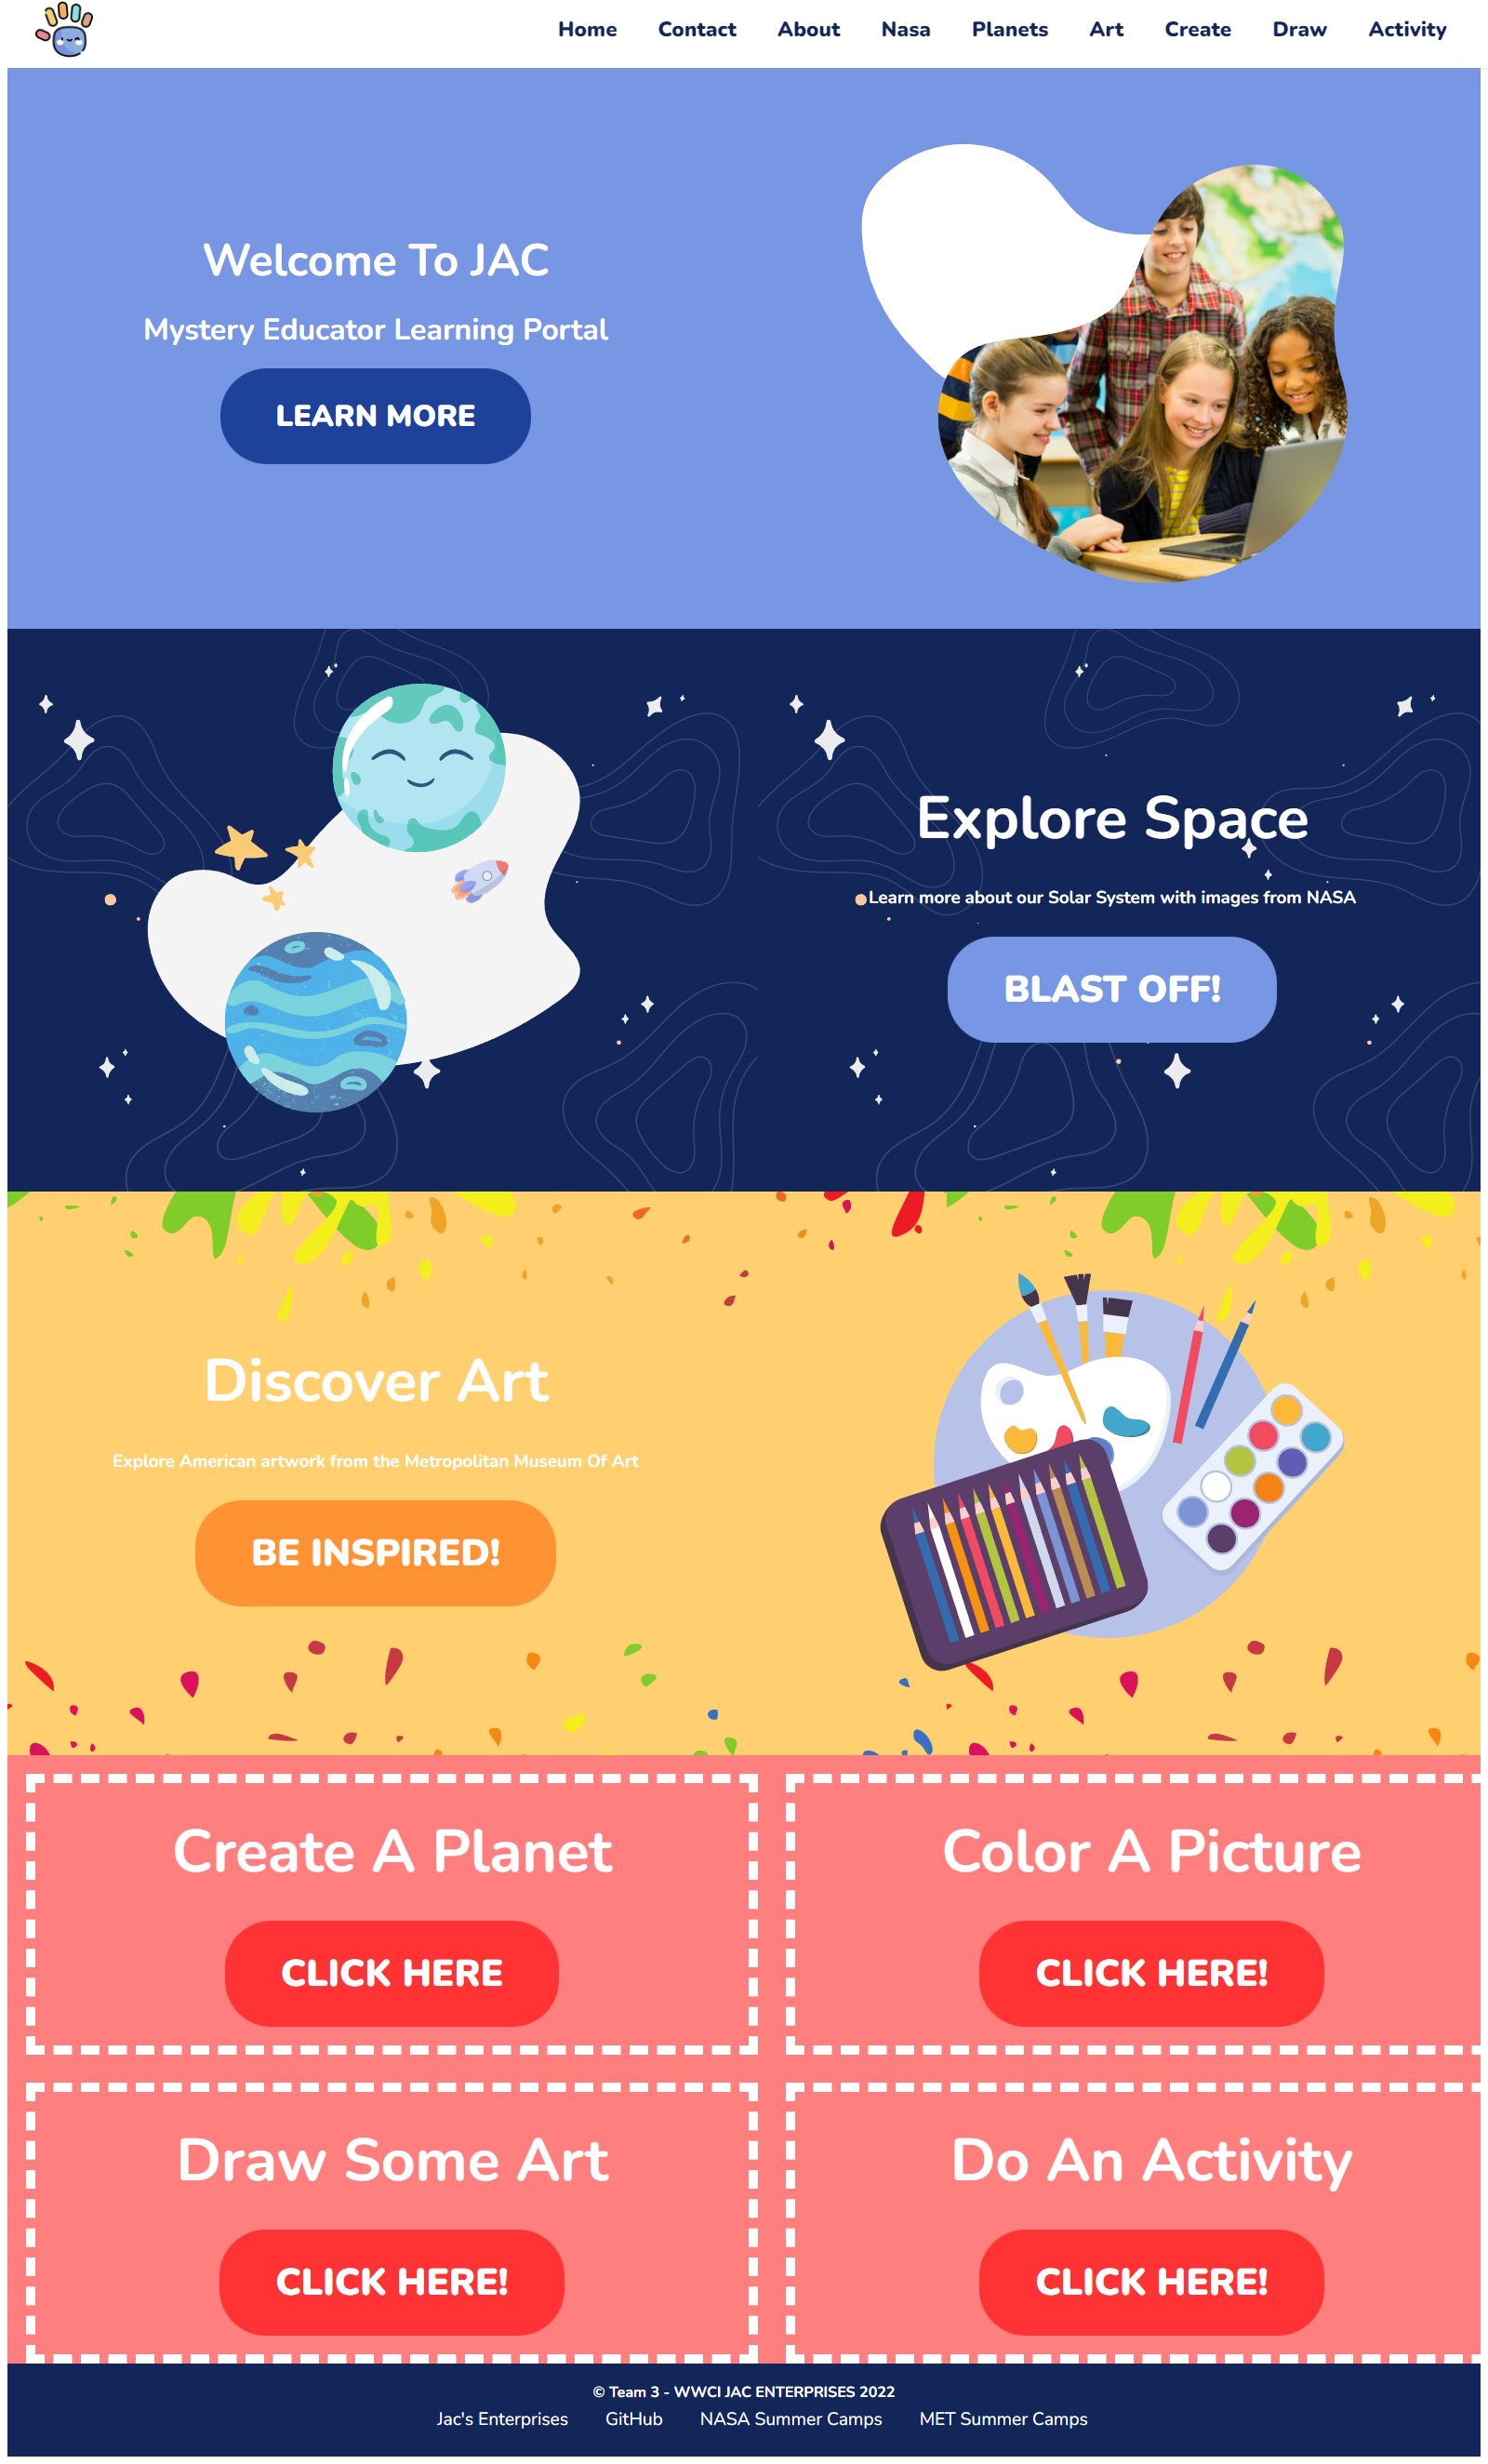 Home Contact About Nasa Planets Art Create Draw Activity
Welcome To JAC
Mystery Educator Learning Portal
LEARN MORE
Explore Space
Learn more about our Solar System with images from NASA
BLAST OFF!
Discover Art
Explore American artwork from the Metropolitan Museum Of Art
BE INSPIRED!
Create A Planet
CLICK HERE
Color A Picture
CLICK HERE!
Draw Some Art
CLICK HERE!
Do An Activity
CLICK HERE!
© Team 3 - WWCI JAC ENTERPRISES 2022
Jac's Enterprises GitHub NASA Summer Camps MET Summer Camps